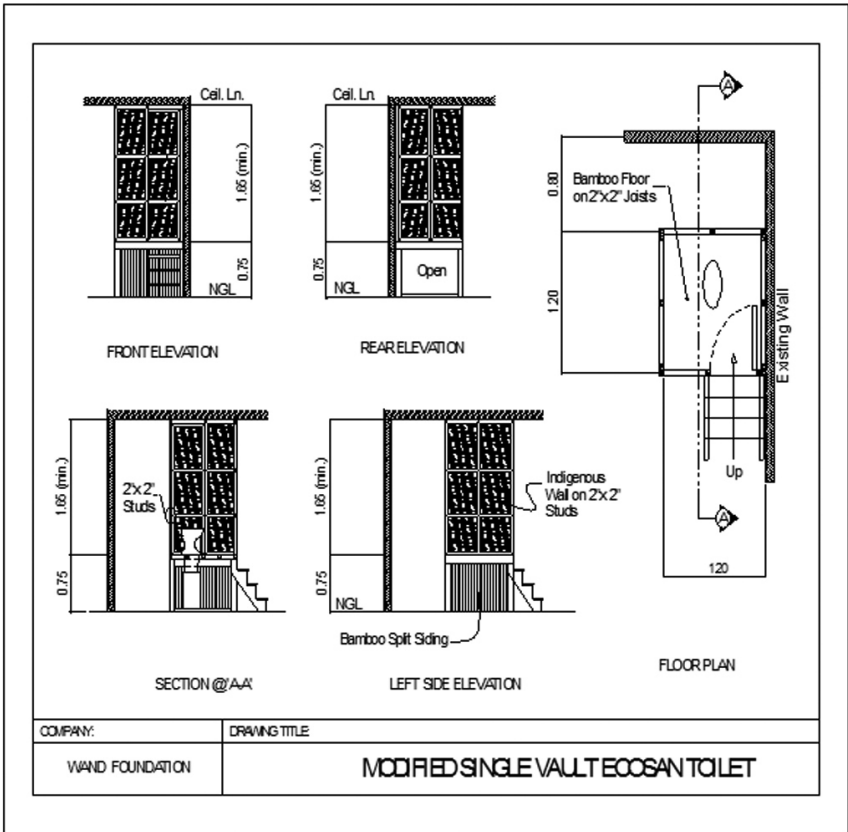 Ceil. Ln.
1.65 (min.)
0.75
NGL
FRONT ELEVATION
Ceil. Ln.
1.65 (min.)
0.75
NGL
Open
REAR ELEVATION
A
0.80
Bamboo Floor
on 2"x 2" Joists
1.20
Existing Wall
Up
A
1.20
FLOOR PLAN
1.65 (min.)
2"x 2"
Studs
0.75
SECTION @'A-A'
1.65 (min.)
Indigenous
Wall on 2"x 2"
Studs
0.75
NGL
Bamboo Split Siding
LEFT SIDE ELEVATION
COMPANY:
WAND FOUNDATION
DRAWING TITLE:
MODIFIED SINGLE VAULT ECOSAN TOILET